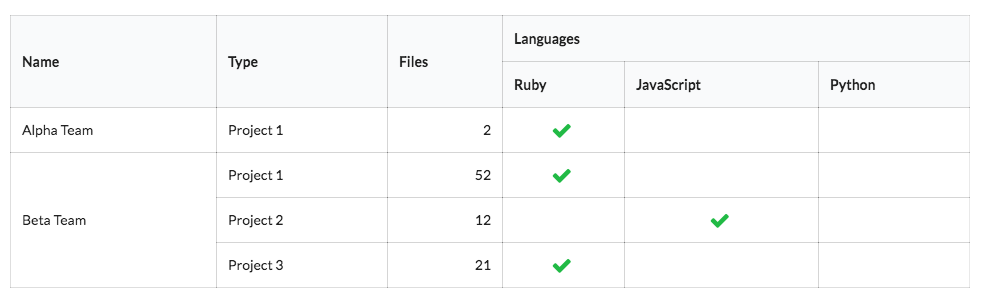 Name Type Files Languages
Ruby JavaScript Python
Alpha Team Project 1 2 ✔
Beta Team Project 1 52 ✔
Project 2 12 ✔
Project 3 21 ✔